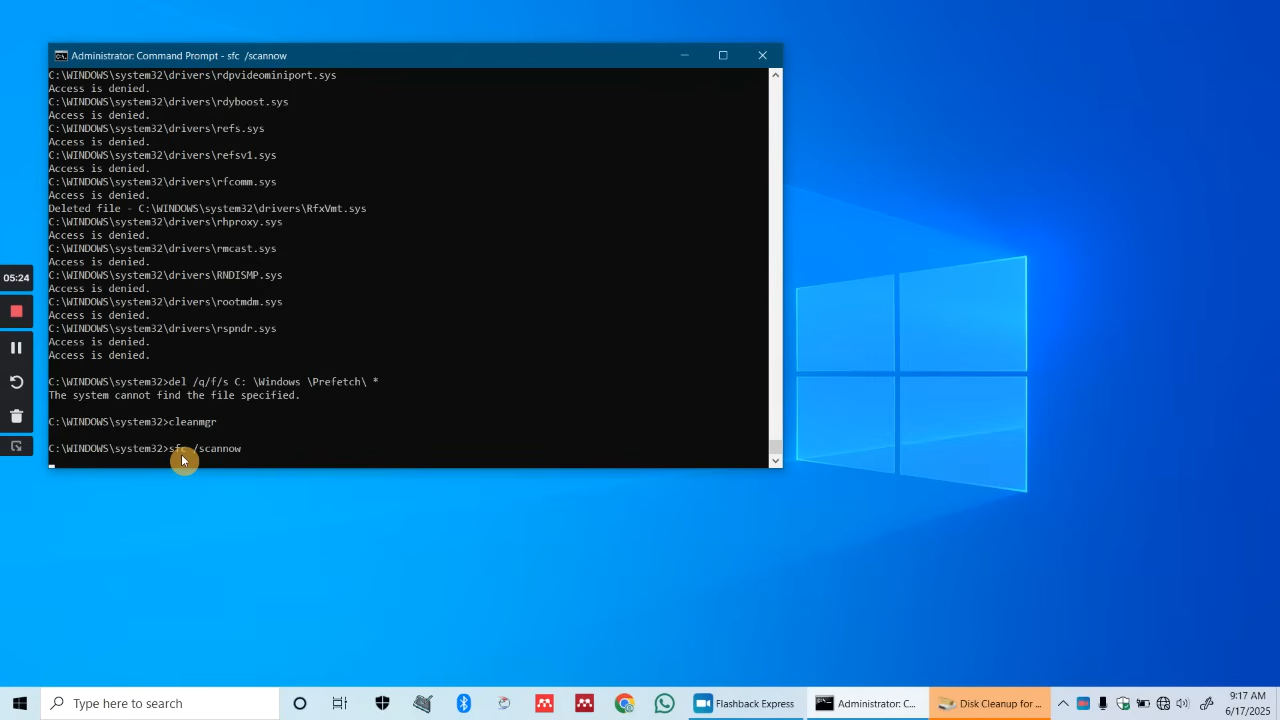 Administrator: Command Prompt - sfc /scannow
C:\WINDOWS\system32\drivers\rdpvideominiport.sys
Access is denied.
C:\WINDOWS\system32\drivers\rdyboost.sys
Access is denied.
C:\WINDOWS\system32\drivers\refs.sys
Access is denied.
C:\WINDOWS\system32\drivers\refsv1.sys
Access is denied.
C:\WINDOWS\system32\drivers\rfcomm.sys
Access is denied.
Deleted file - C:\WINDOWS\system32\drivers\RfxVmt.sys
C:\WINDOWS\system32\drivers\rhproxy.sys
Access is denied.
C:\WINDOWS\system32\drivers\rmcast.sys
Access is denied.
C:\WINDOWS\system32\drivers\RNDISMP.sys
Access is denied.
C:\WINDOWS\system32\drivers\rootmdm.sys
Access is denied.
C:\WINDOWS\system32\drivers\rspndr.sys
Access is denied.
Access is denied.
C:\WINDOWS\system32>del /q/f/s C: \Windows \Prefetch\ *
The system cannot find the file specified.
C:\WINDOWS\system32>cleanmgr
C:\WINDOWS\system32>sfc /scannow
05:24
Type here to search
Flashback Express
Administrator: C...
Disk Cleanup for ...
9:17 AM
6/17/2025